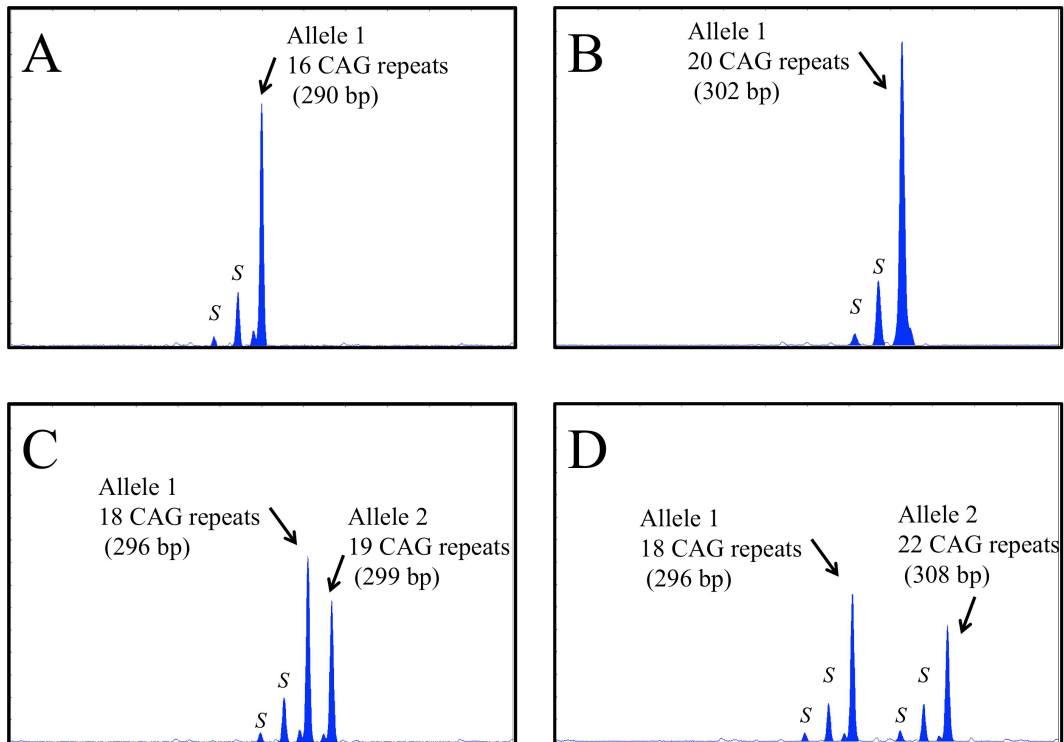 A
Allele 1
16 CAG repeats
(290 bp)
S
S
B
Allele 1
20 CAG repeats
(302 bp)
S
S
C
Allele 1
18 CAG repeats
(296 bp)
Allele 2
19 CAG repeats
(299 bp)
S
S
D
Allele 1
18 CAG repeats
(296 bp)
Allele 2
22 CAG repeats
(308 bp)
S
S
S
S